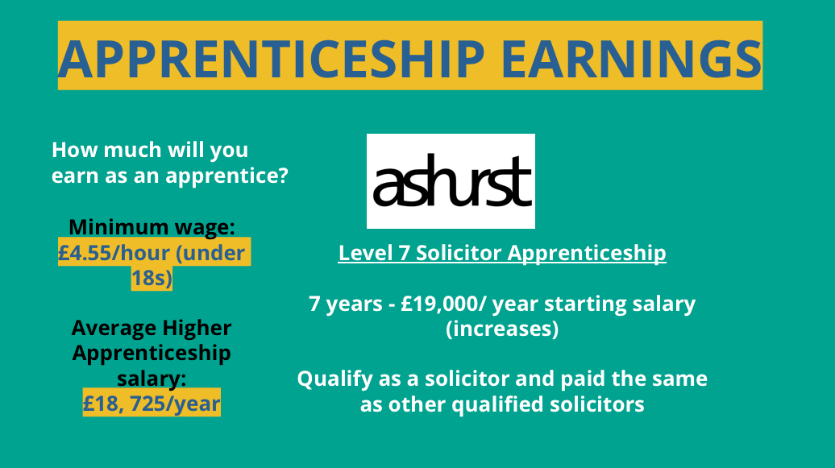 APPRENTICESHIP EARNINGS
How much will you
earn as an apprentice?
Minimum wage:
£4.55/hour (under
18s)
Average Higher
Apprenticeship
salary:
£18, 725/year
ashurst
Level 7 Solicitor Apprenticeship
7 years - £19,000/ year starting salary
(increases)
Qualify as a solicitor and paid the same
as other qualified solicitors